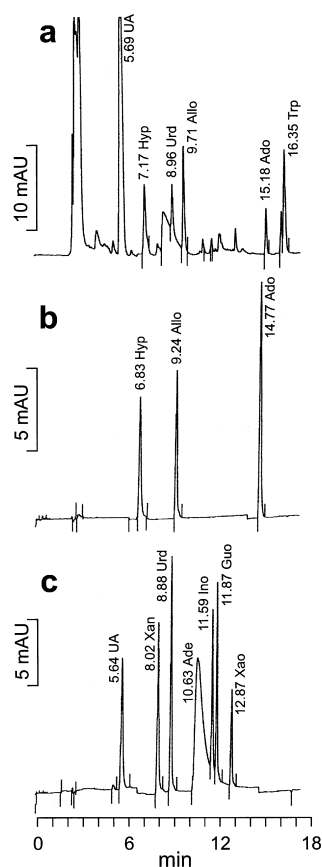 a
10 mAU
5.69 UA
7.17 Hyp
8.96 Urd
9.71 Allo
15.18 Ado
16.35 Trp
b
5 mAU
6.83 Hyp
9.24 Allo
14.77 Ado
c
5 mAU
5.64 UA
8.02 Xan
8.88 Urd
10.63 Ade
11.59 Ino
11.87 Guo
12.87 Xao
0 6 12 18
min